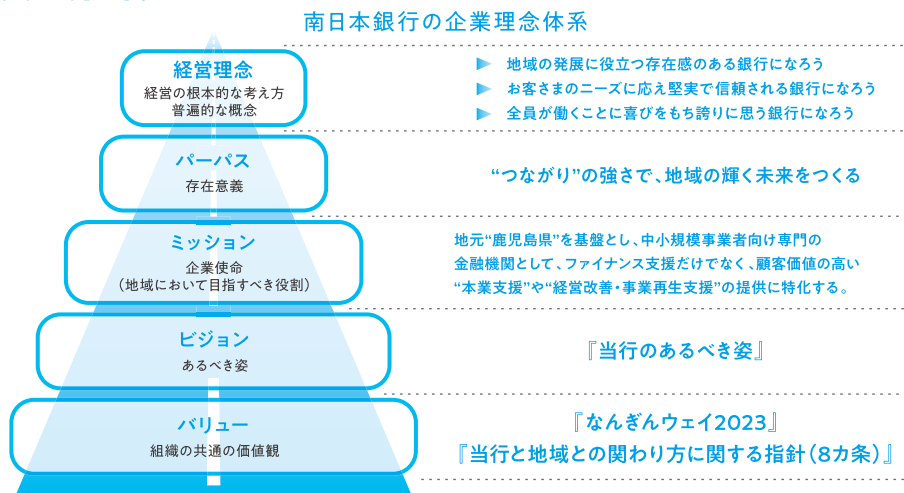 南日本銀行の企業理念体系
経営理念
経営の根本的な考え方
普遍的な概念
地域の発展に役立つ存在感のある銀行になろう
お客さまのニーズに応え堅実で信頼される銀行になろう
全員が働くことに喜びをもち誇りに思う銀行になろう
パーパス
存在意義
“つながり”の強さで、地域の輝く未来をつくる
ミッション
企業使命
（地域において目指すべき役割）
地元“鹿児島県”を基盤とし、中小規模事業者向け専門の
金融機関として、ファイナンス支援だけでなく、顧客価値の高い
“本業支援”や“経営改善・事業再生支援”の提供に特化する。
ビジョン
あるべき姿
『当行のあるべき姿』
バリュー
組織の共通の価値観
『なんぎんウェイ2023』
『当行と地域との関わり方に関する指針（8カ条）』